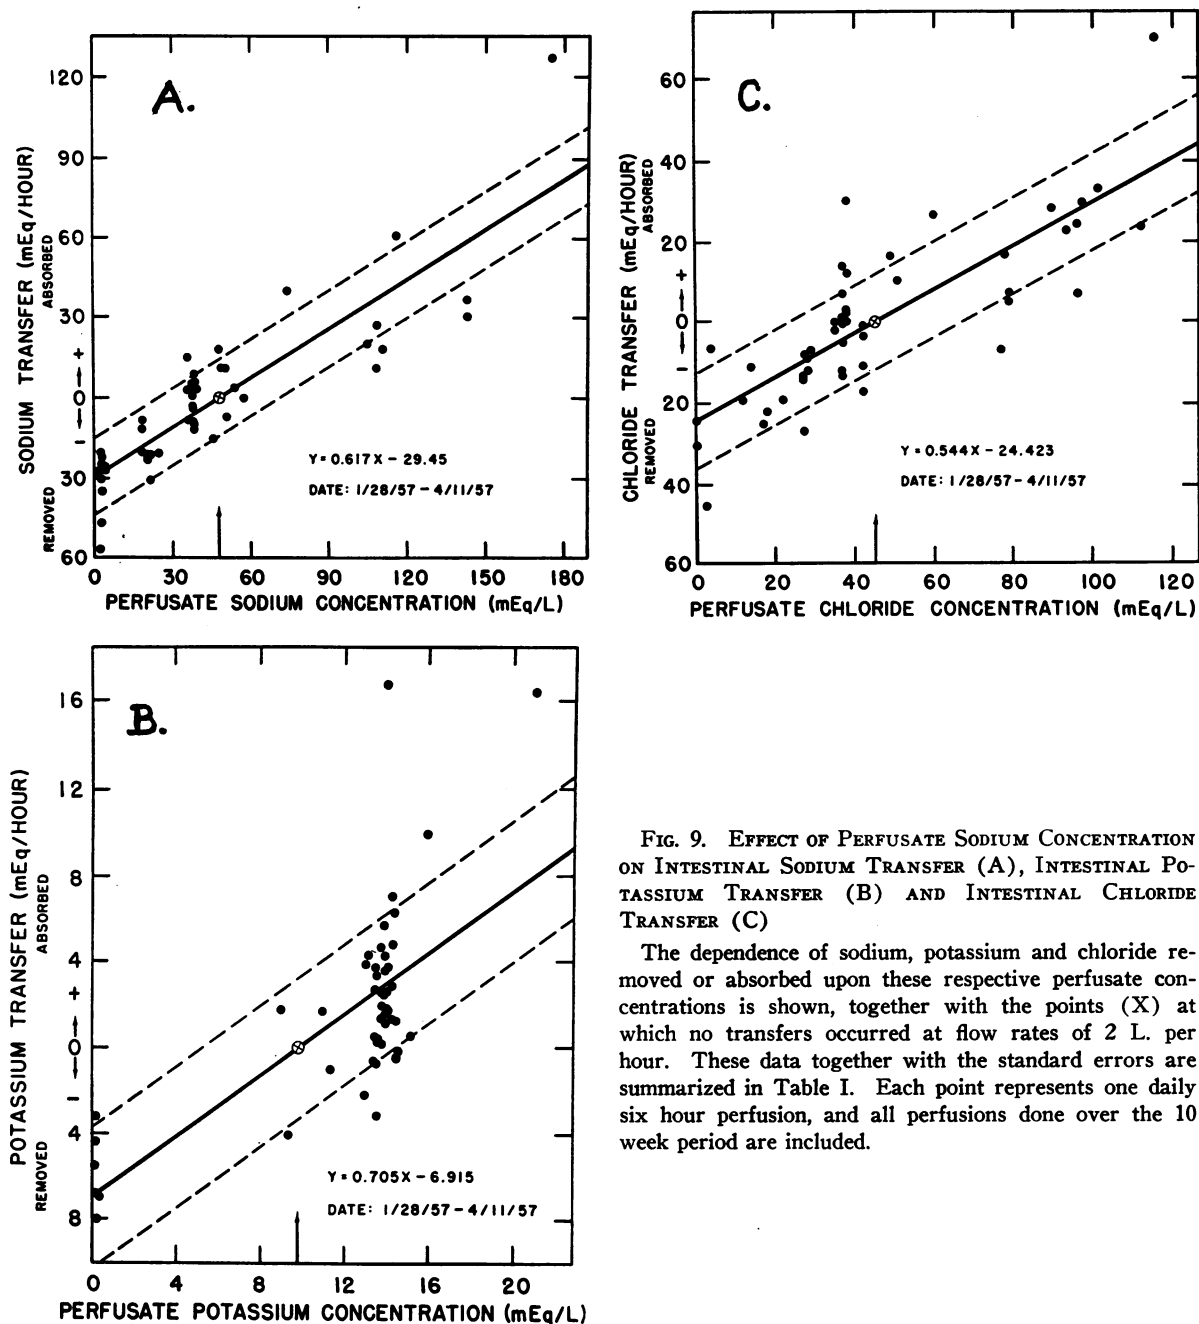 A.
SODIUM TRANSFER (mEq/HOUR)
REMOVED
ABSORBED
120
90
60
30
+
0
−
30
60
Y = 0.617X − 29.45
DATE: 1/28/57 − 4/11/57
0 30 60 90 120 150 180
PERFUSATE SODIUM CONCENTRATION (mEq/L)
C.
CHLORIDE TRANSFER (mEq/HOUR)
REMOVED
ABSORBED
60
40
20
+
0
−
20
40
60
Y = 0.544X − 24.423
DATE: 1/28/57 − 4/11/57
0 20 40 60 80 100 120
PERFUSATE CHLORIDE CONCENTRATION (mEq/L)
B.
POTASSIUM TRANSFER (mEq/HOUR)
REMOVED
ABSORBED
16
12
8
4
+
0
−
4
8
Y = 0.705X − 6.915
DATE: 1/28/57 − 4/11/57
0 4 8 12 16 20
PERFUSATE POTASSIUM CONCENTRATION (mEq/L)
FIG. 9. EFFECT OF PERFUSATE SODIUM CONCENTRATION
ON INTESTINAL SODIUM TRANSFER (A), INTESTINAL PO-
TASSIUM TRANSFER (B) AND INTESTINAL CHLORIDE
TRANSFER (C)
The dependence of sodium, potassium and chloride re-
moved or absorbed upon these respective perfusate con-
centrations is shown, together with the points (X) at
which no transfers occurred at flow rates of 2 L. per
hour. These data together with the standard errors are
summarized in Table I. Each point represents one daily
six hour perfusion, and all perfusions done over the 10
week period are included.